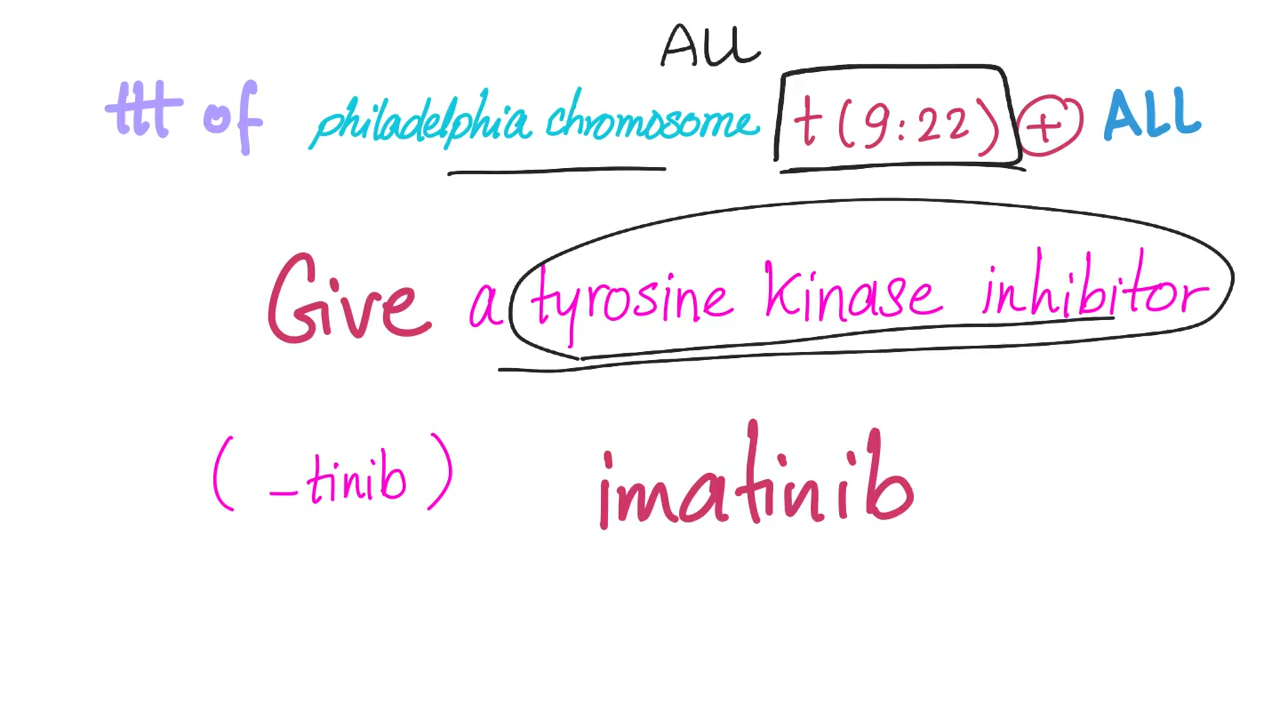 ALL
ttt of philadelphia chromosome t(9:22) + ALL
Give a tyrosine kinase inhibitor
(_tinib) imatinib